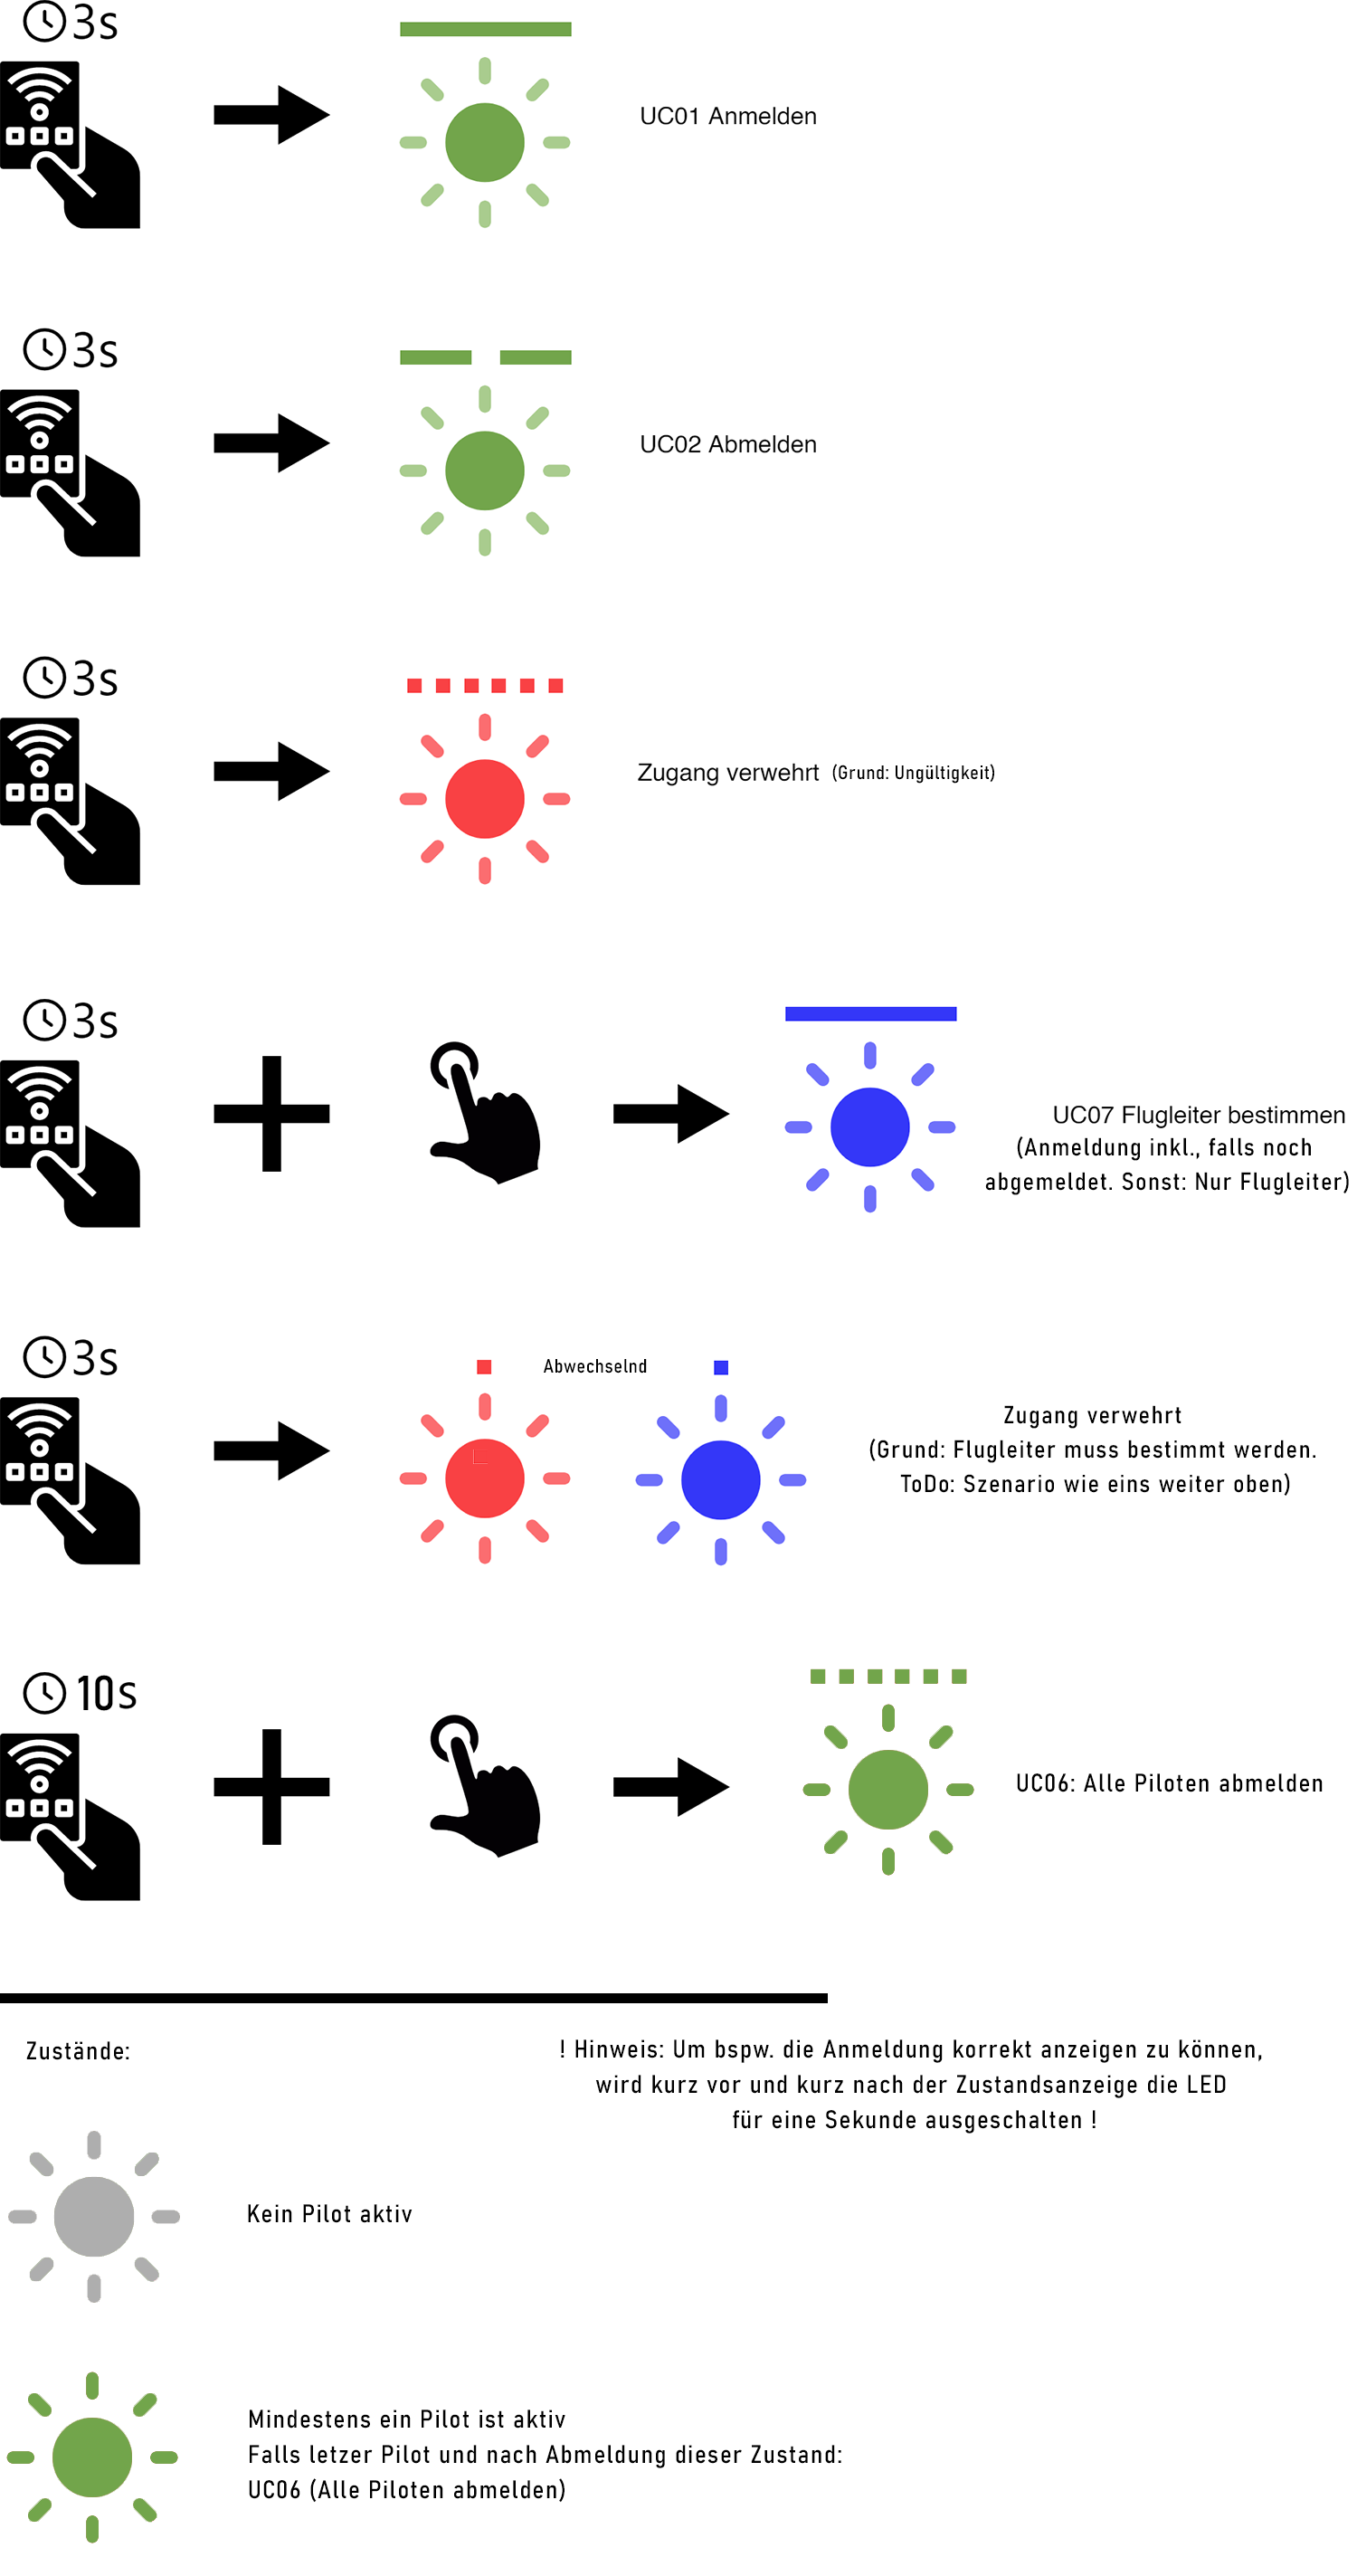 3s
UC01 Anmelden
3s
UC02 Abmelden
3s
Zugang verwehrt (Grund: Ungültigkeit)
3s
UC07 Flugleiter bestimmen
(Anmeldung inkl., falls noch
abgemeldet. Sonst: Nur Flugleiter)
3s
Abwechselnd
Zugang verwehrt
(Grund: Flugleiter muss bestimmt werden.
ToDo: Szenario wie eins weiter oben)
10s
UC06: Alle Piloten abmelden
Zustände:
! Hinweis: Um bspw. die Anmeldung korrekt anzeigen zu können,
wird kurz vor und kurz nach der Zustandsanzeige die LED
für eine Sekunde ausgeschalten !
Kein Pilot aktiv
Mindestens ein Pilot ist aktiv
Falls letzer Pilot und nach Abmeldung dieser Zustand:
UC06 (Alle Piloten abmelden)